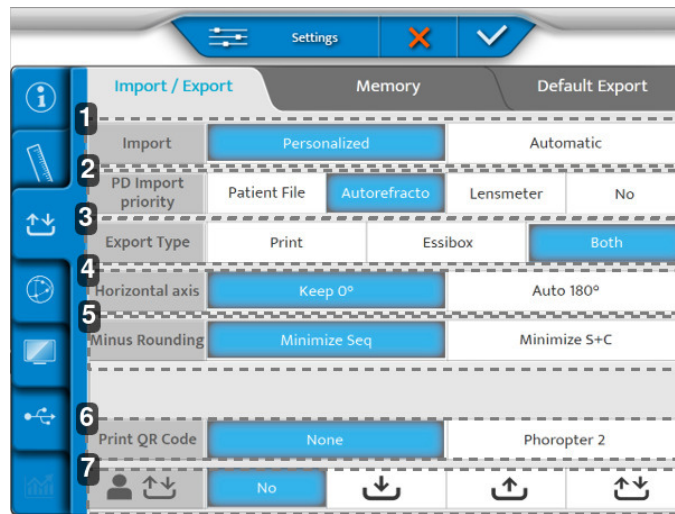 Settings
Import / Export Memory Default Export
1
Import Personalized Automatic
2
PD Import
priority Patient File Autorefracto Lensmeter No
3
Export Type Print Essibox Both
4
Horizontal axis Keep 0° Auto 180°
5
Minus Rounding Minimize Seq Minimize S+C
6
Print QR Code None Phoropter 2
7
No